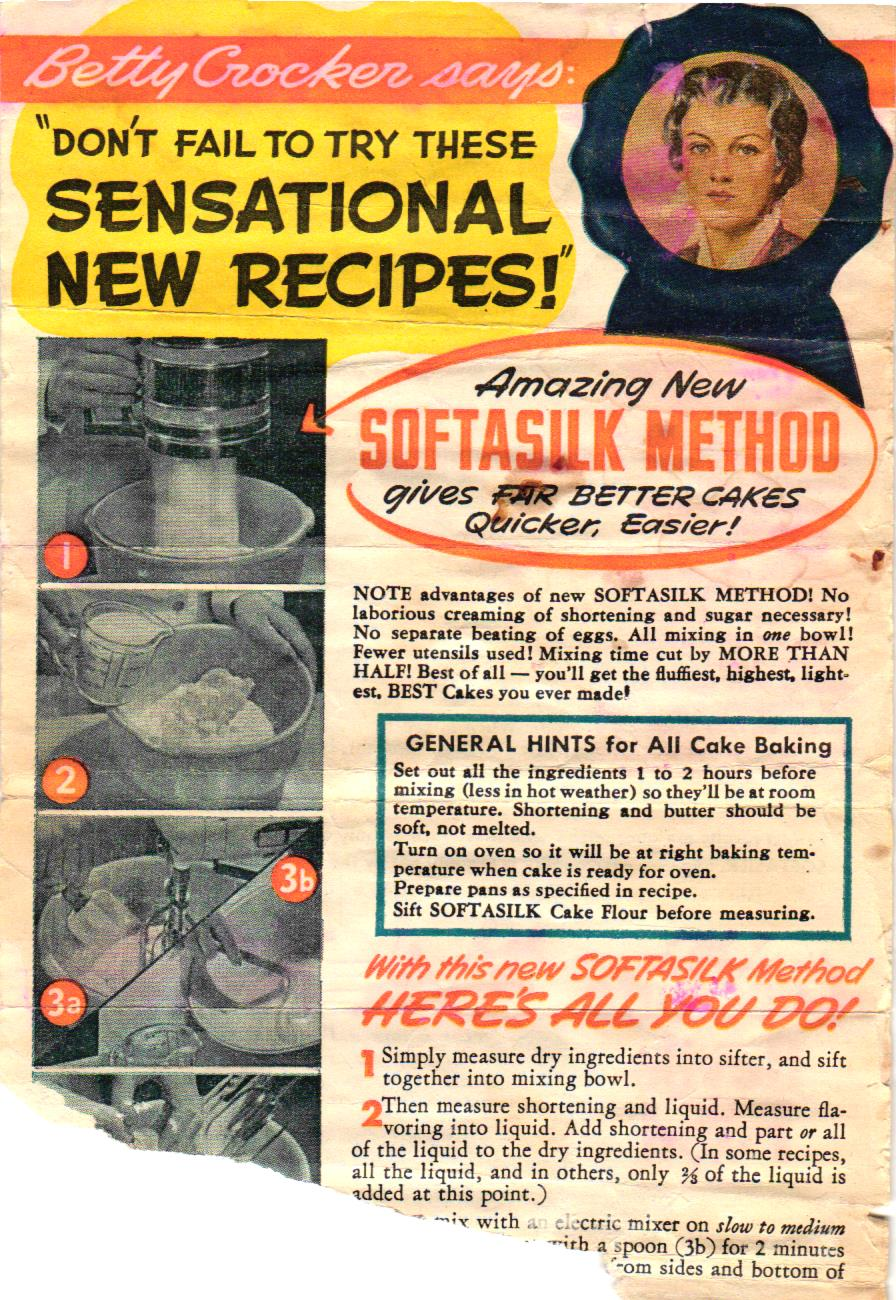 Betty Crocker says:
"DON'T FAIL TO TRY THESE
SENSATIONAL
NEW RECIPES!"
Amazing New
SOFTASILK METHOD
gives FAR BETTER CAKES
Quicker, Easier!
1
2
3b
3a
NOTE advantages of new SOFTASILK METHOD! No
laborious creaming of shortening and sugar necessary!
No separate beating of eggs. All mixing in one bowl!
Fewer utensils used! Mixing time cut by MORE THAN
HALF! Best of all — you'll get the fluffiest, highest, light-
est, BEST Cakes you ever made!
GENERAL HINTS for All Cake Baking
Set out all the ingredients 1 to 2 hours before
mixing (less in hot weather) so they'll be at room
temperature. Shortening and butter should be
soft, not melted.
Turn on oven so it will be at right baking tem-
perature when cake is ready for oven.
Prepare pans as specified in recipe.
Sift SOFTASILK Cake Flour before measuring.
With this new SOFTASILK Method
HERE'S ALL YOU DO!
1 Simply measure dry ingredients into sifter, and sift
together into mixing bowl.
2 Then measure shortening and liquid. Measure fla-
voring into liquid. Add shortening and part or all
of the liquid to the dry ingredients. (In some recipes,
all the liquid, and in others, only ⅔ of the liquid is
added at this point.)
mix with an electric mixer on slow to medium
with a spoon (3b) for 2 minutes
from sides and bottom of